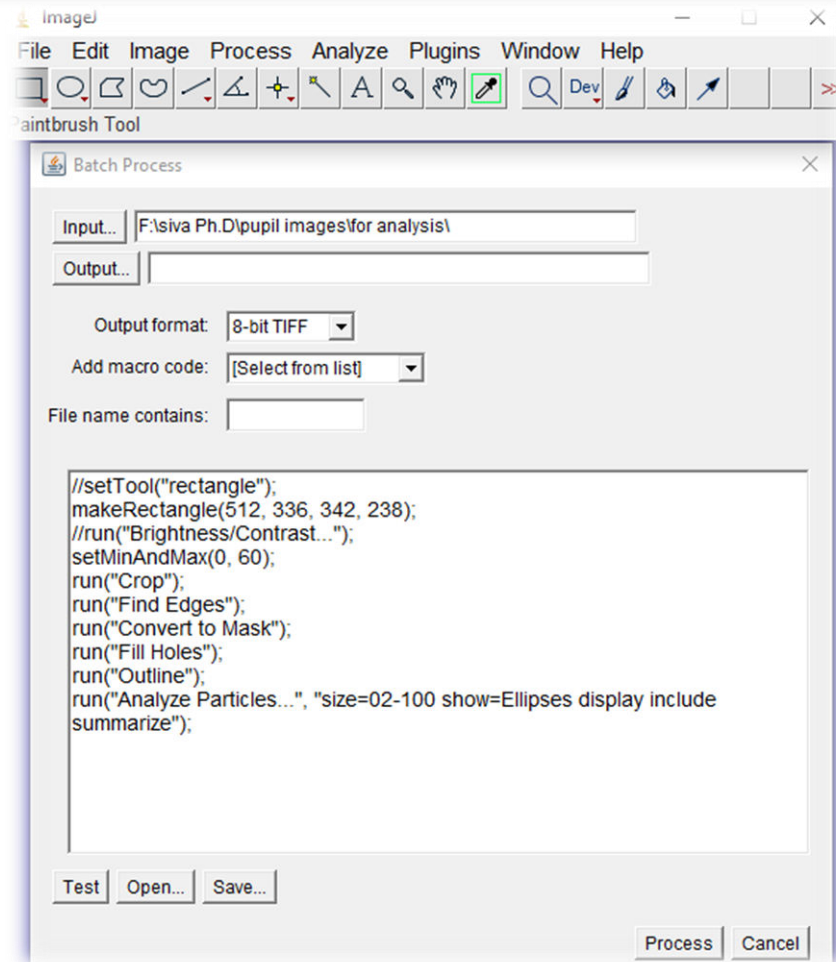 ImageJ
File Edit Image Process Analyze Plugins Window Help
A Dev >>
Paintbrush Tool
Batch Process
Input... F:\siva Ph.D\pupil images\for analysis\
Output...
Output format: 8-bit TIFF
Add macro code: [Select from list]
File name contains:
//setTool("rectangle");
makeRectangle(512, 336, 342, 238);
//run("Brightness/Contrast...");
setMinAndMax(0, 60);
run("Crop");
run("Find Edges");
run("Convert to Mask");
run("Fill Holes");
run("Outline");
run("Analyze Particles...", "size=02-100 show=Ellipses display include
summarize");
Test Open... Save...
Process Cancel